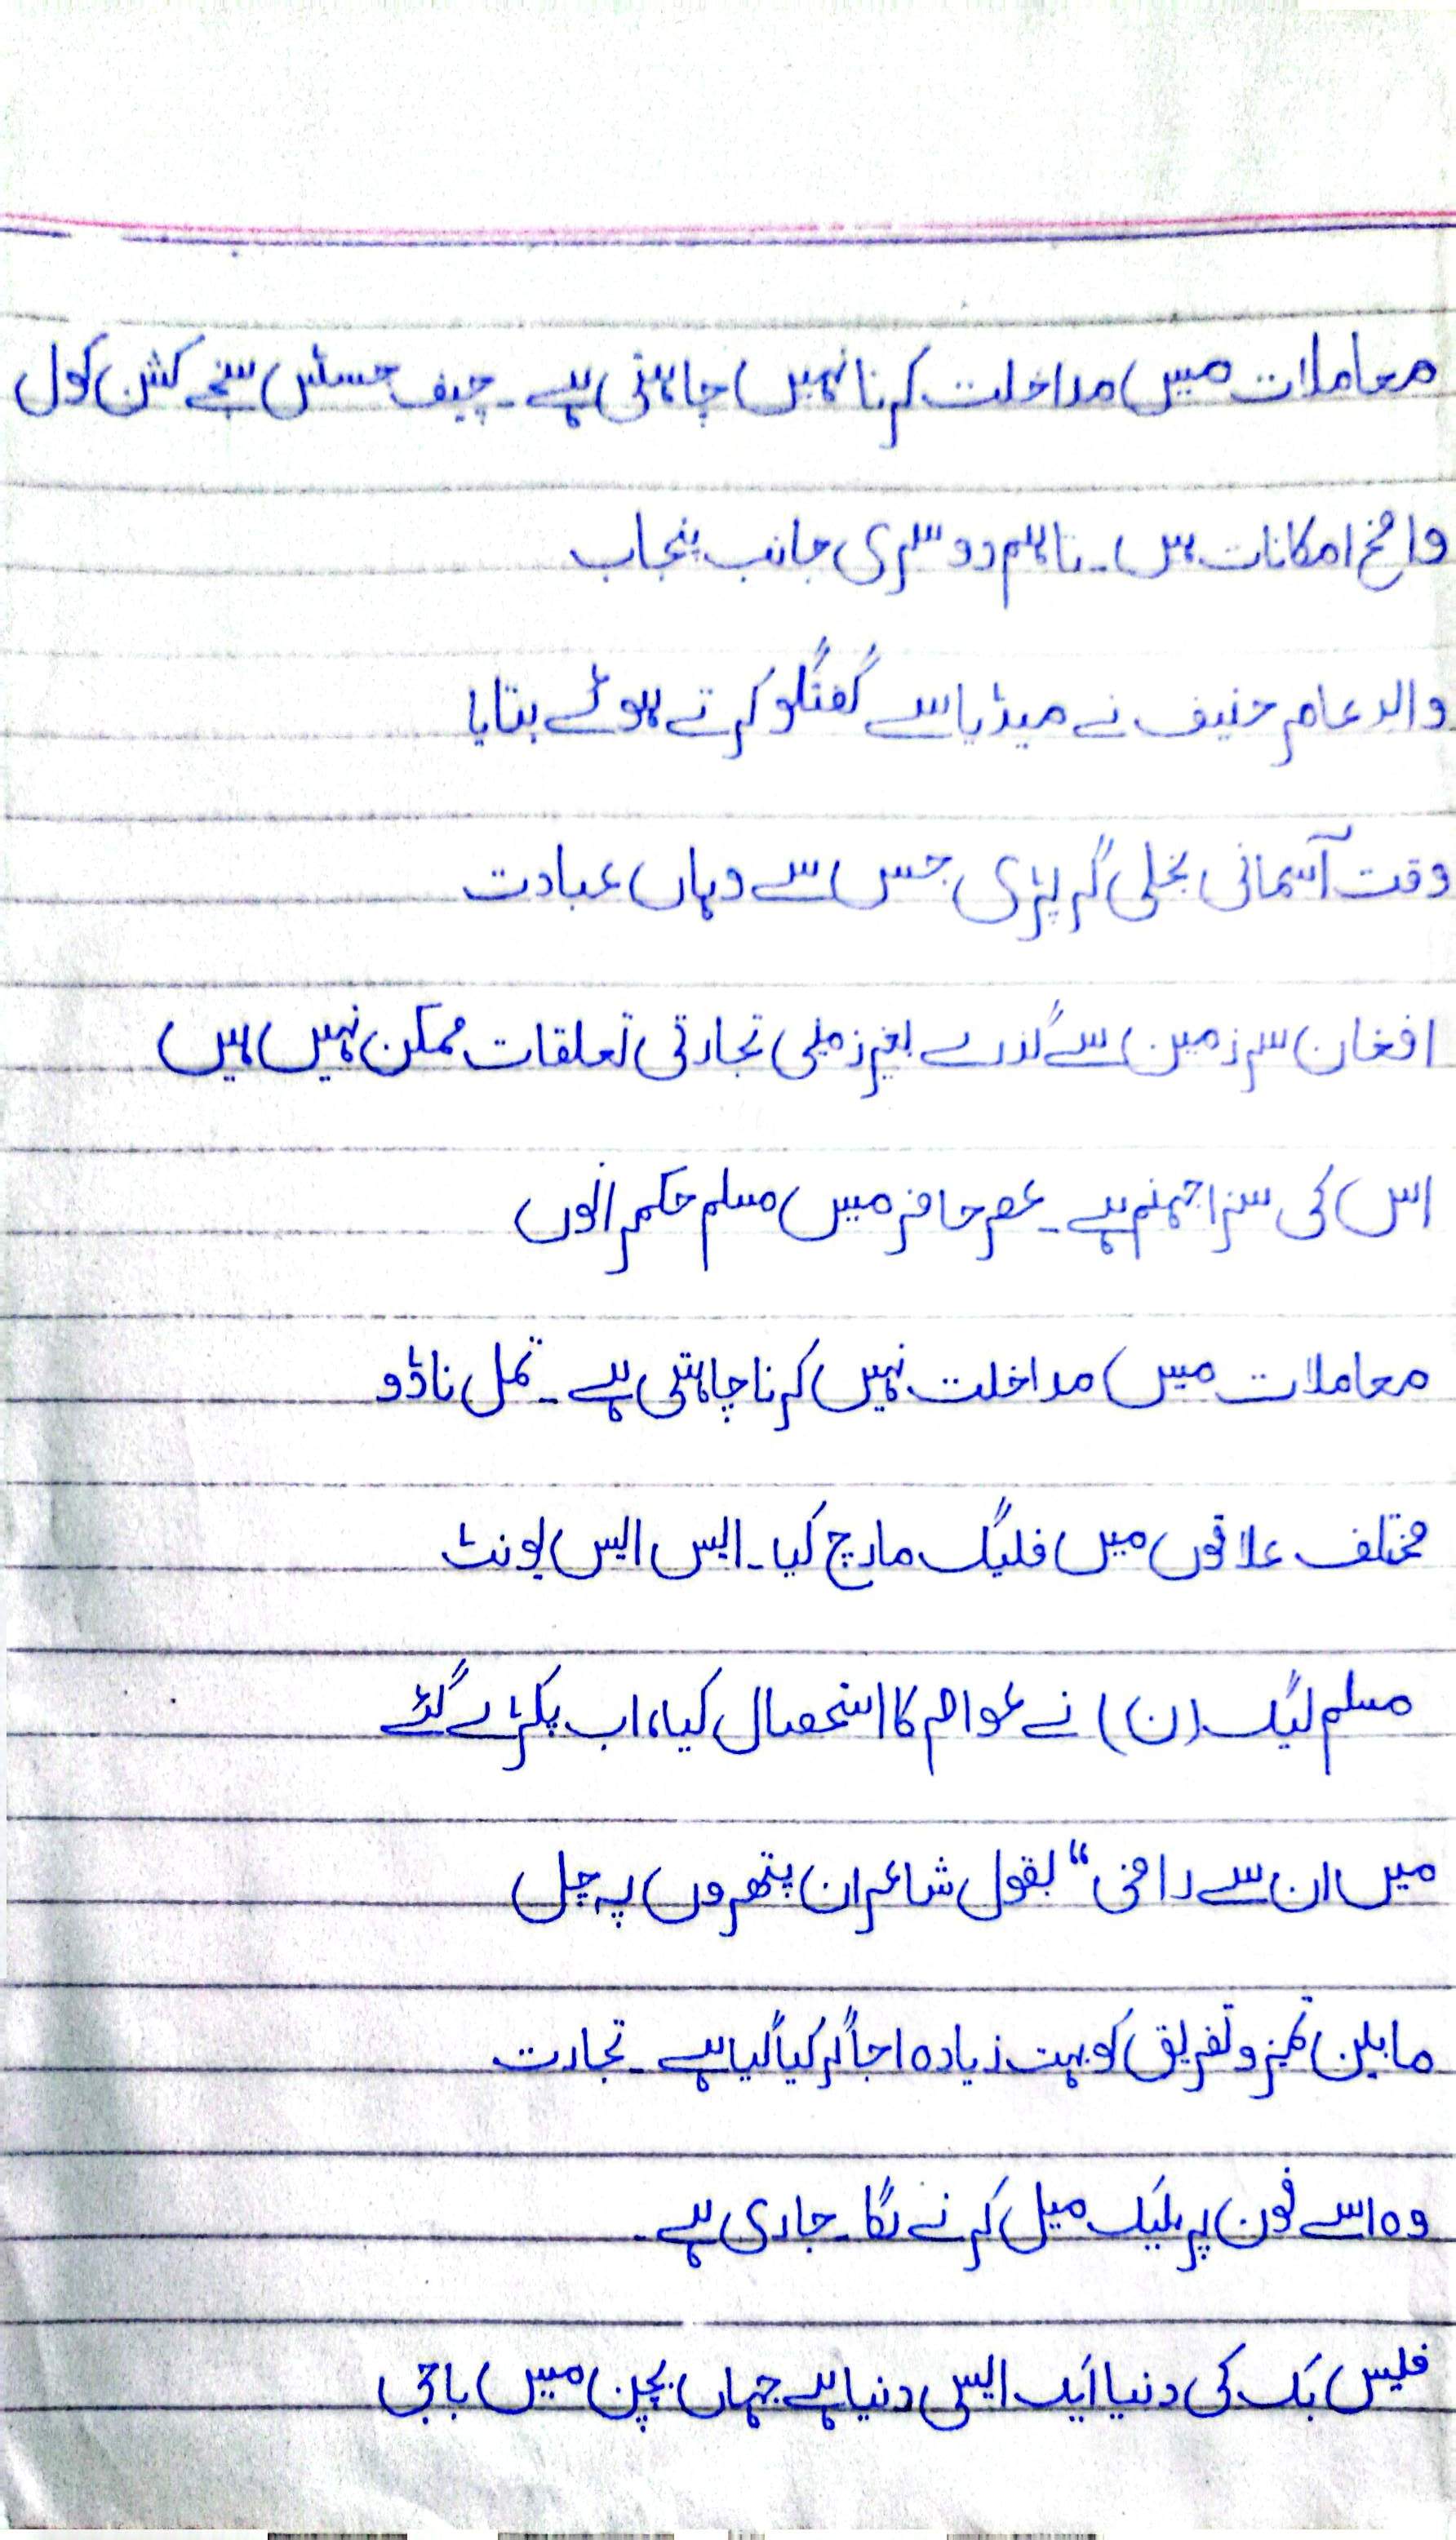 معاملات میں مداخلت کرنا نہیں چاہتی ہے۔ چیف جسٹس سنجے کشن کول
واضح امکانات ہیں۔ تاہم دوسری جانب پنجاب
والد عامر حنیف نے میڈیا سے گفتگو کرتے ہوئے بتایا
وقت آسمانی بجلی گر پڑی جس سے وہاں عبادت
افغان سرزمین سے گذرے بغیر زمینی تجارتی تعلقات ممکن نہیں ہیں
اس کی سزا جہنم ہے۔ عصر حاضر میں مسلم حکمرانوں
معاملات میں مداخلت نہیں کرنا چاہتی ہے۔ تمل ناڈو
مختلف علاقوں میں فلیگ مارچ کیا۔ ایس ایس یونٹ
مسلم لیگ (ن) نے عوام کا استحصال کیا، اب پکڑے گئے
میں ان سے راضی“ بقول شاعر ان پتھروں پہ چل
مابین تمیز و تفریق کو بہت زیادہ اجاگر کیا گیا ہے۔ تجارت
وہ اسے فون پر بلیک میل کرنے لگا۔ جاری ہے۔
فیس بک کی دنیا ایک ایسی دنیا ہے جہاں بچپن میں باجی